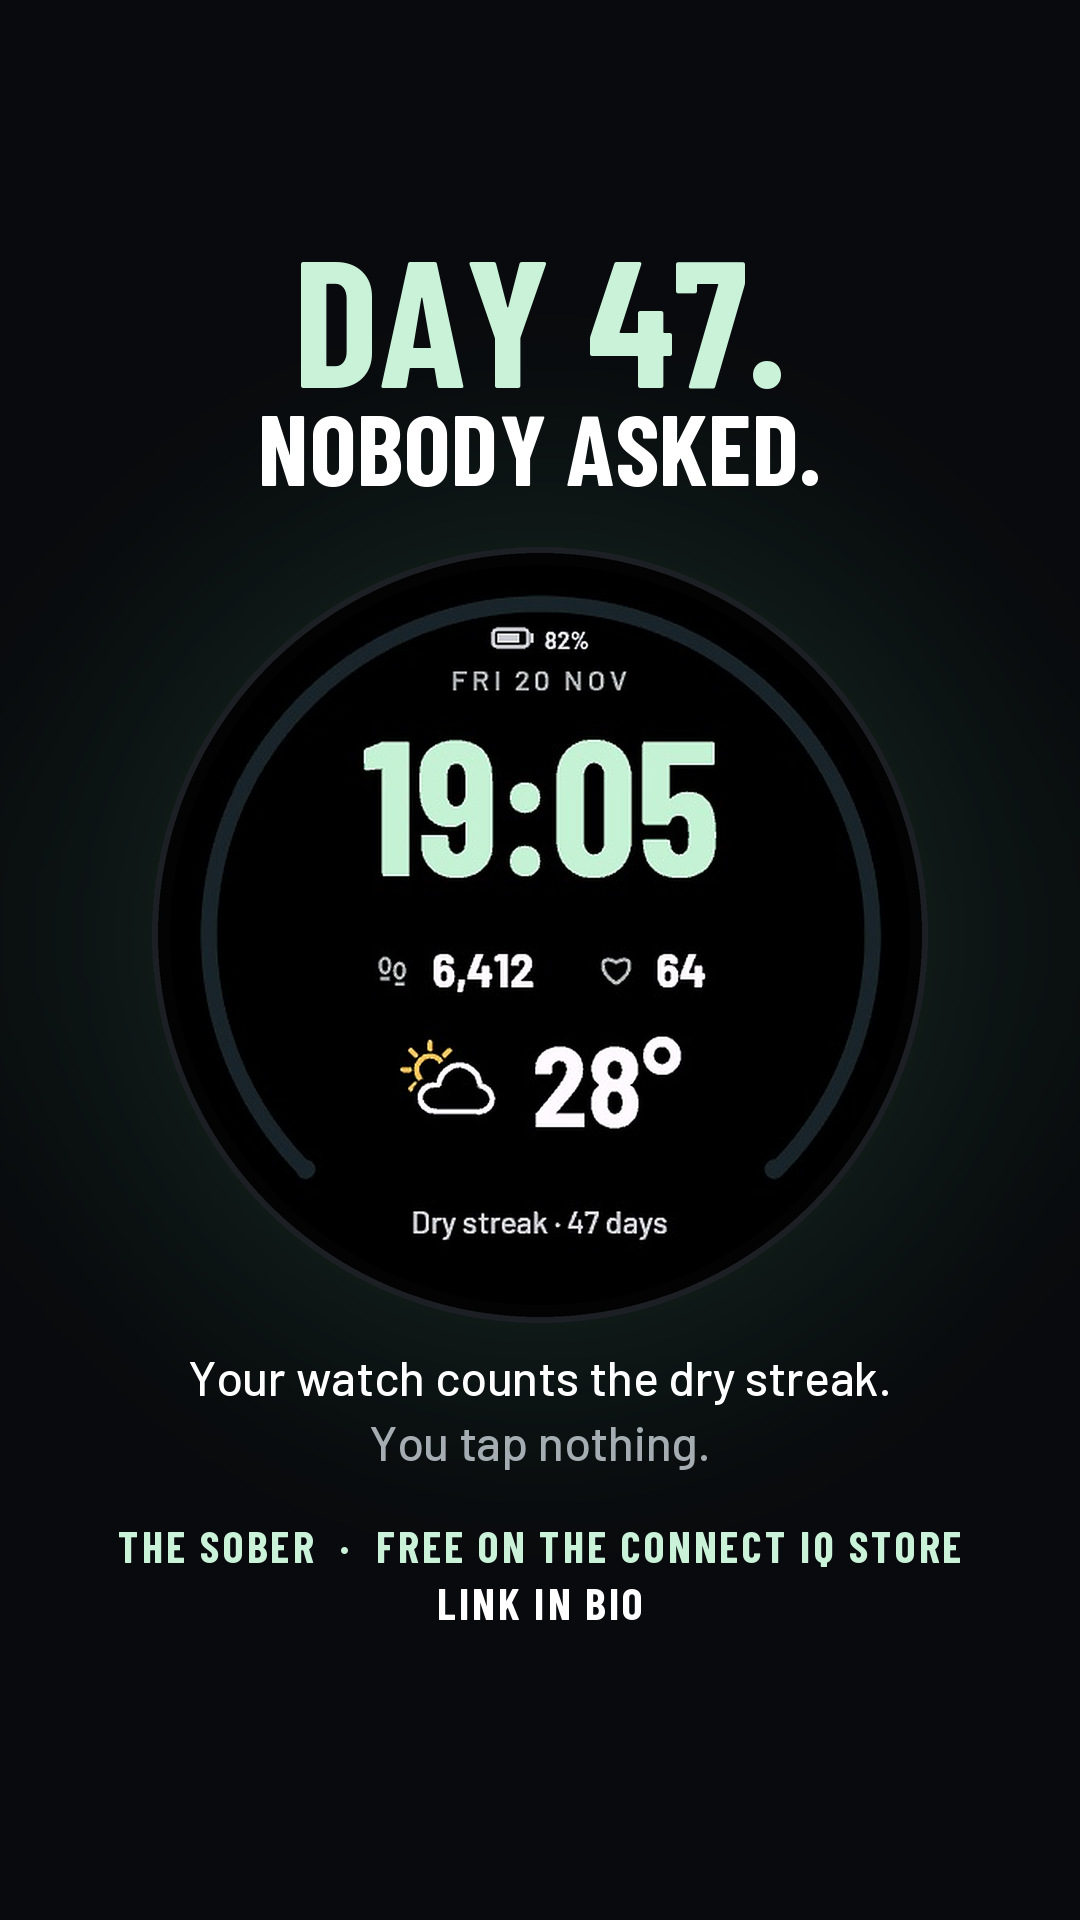 DAY 47.
NOBODY ASKED.
82%
FRI 20 NOV
19:05
6,412 64
28°
Dry streak · 47 days
Your watch counts the dry streak.
You tap nothing.
THE SOBER · FREE ON THE CONNECT IQ STORE
LINK IN BIO